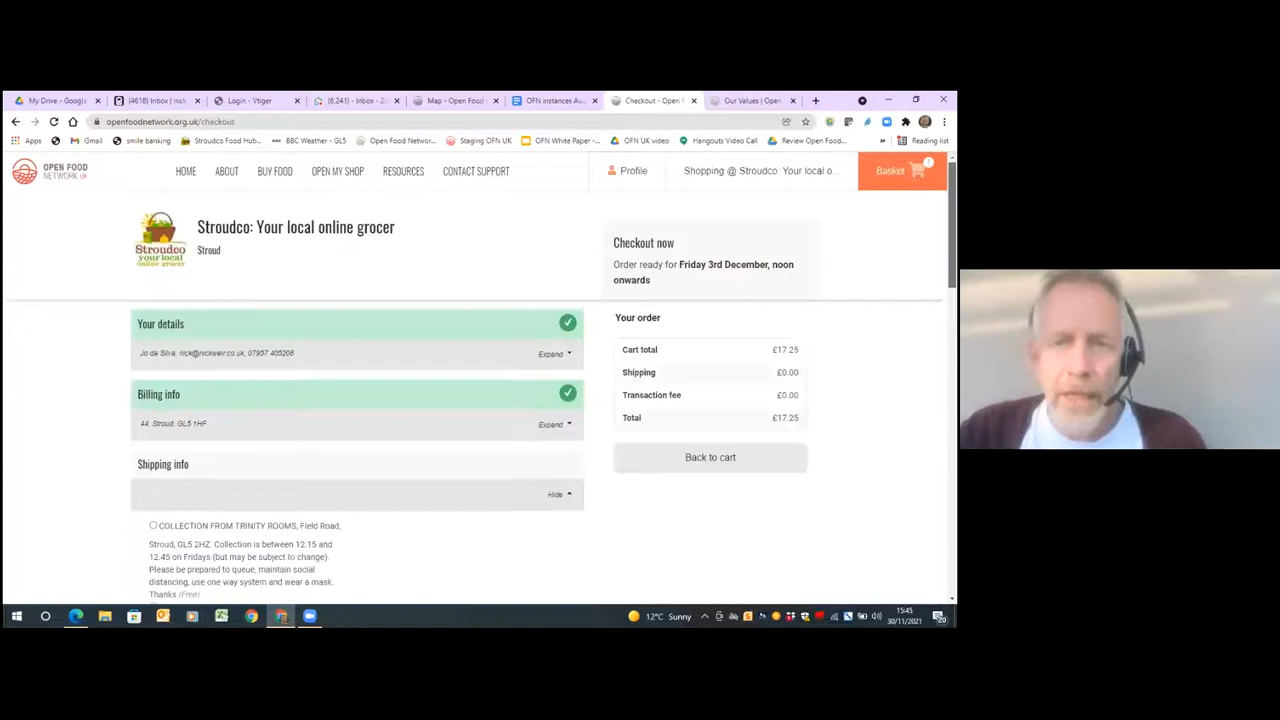 My Drive - Google
(4618) Inbox | nick
Login - Vtiger
(6,241) - Inbox - Z
Map - Open Food
OFN instances Au
Checkout - Open F
Our Values | Open
openfoodnetwork.org.uk/checkout
Apps
Gmail
smile banking
Stroud Food Hub...
BBC Weather - GL5
Open Food Networ...
Staging OFN UK
OFN White Paper -...
OFN UK video
Hangouts Video Call
Review Open Food...
»
Reading list
OPEN FOOD
NETWORK UK
HOME
ABOUT
BUY FOOD
OPEN MY SHOP
RESOURCES
CONTACT SUPPORT
Profile
Shopping @ Stroudco: Your local o...
Basket
1
Stroudco
your local
online grocer
Stroudco: Your local online grocer
Stroud
Checkout now
Order ready for Friday 3rd December, noon
onwards
Your details
Jo da Silva, nick@nickweir.co.uk, 07957 405208
Expand
Billing info
44, Stroud, GL5 1HF
Expand
Shipping info
Hide
COLLECTION FROM TRINITY ROOMS, Field Road,
Stroud, GL5 2HZ. Collection is between 12.15 and
12.45 on Fridays (but may be subject to change).
Please be prepared to queue, maintain social
distancing, use one way system and wear a mask.
Thanks (Free)
Your order
Cart total £17.25
Shipping £0.00
Transaction fee £0.00
Total £17.25
Back to cart
12°C Sunny
15:45
30/11/2021
20